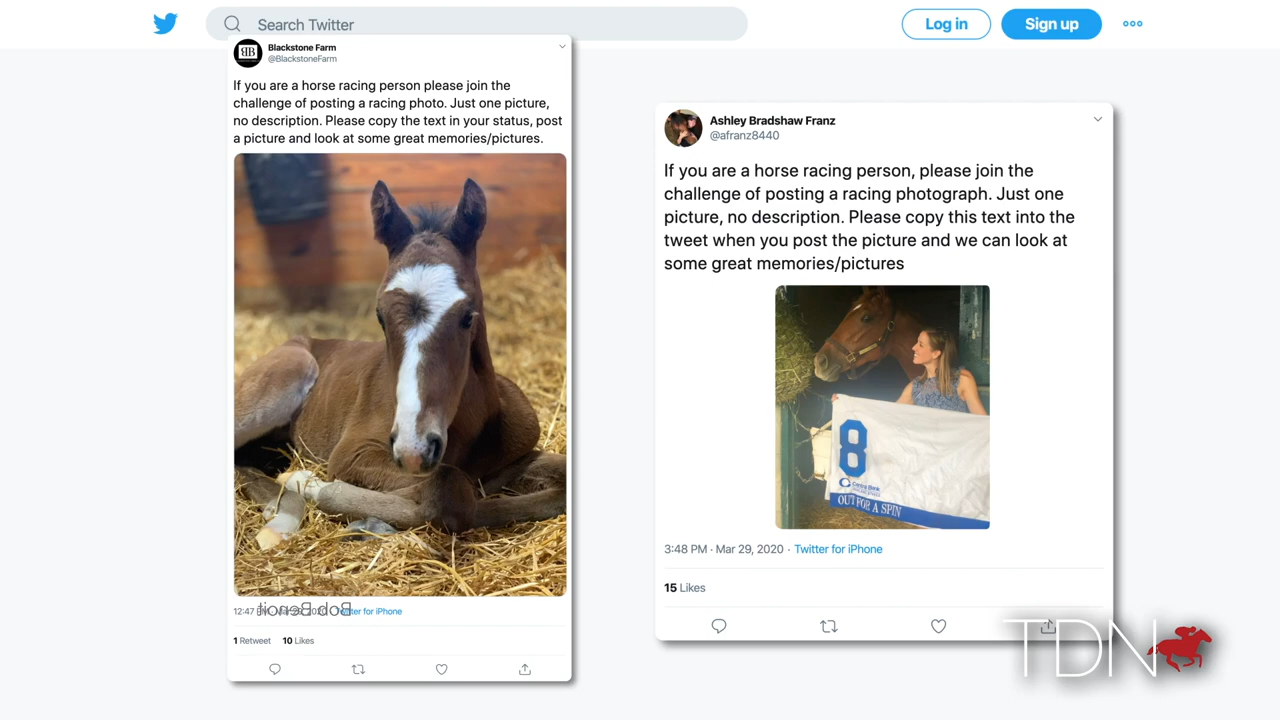 Search Twitter
Log in
Sign up
BB
Blackstone Farm
@BlackstoneFarm
If you are a horse racing person please join the
challenge of posting a racing photo. Just one picture,
no description. Please copy the text in your status, post
a picture and look at some great memories/pictures.
Bob Benoit
Twitter for iPhone
1 Retweet 10 Likes
Ashley Bradshaw Franz
@afranz8440
If you are a horse racing person, please join the
challenge of posting a racing photograph. Just one
picture, no description. Please copy this text into the
tweet when you post the picture and we can look at
some great memories/pictures
8
Central Bank
OUT FOR A SPIN
3:48 PM · Mar 29, 2020 · Twitter for iPhone
15 Likes
TDN